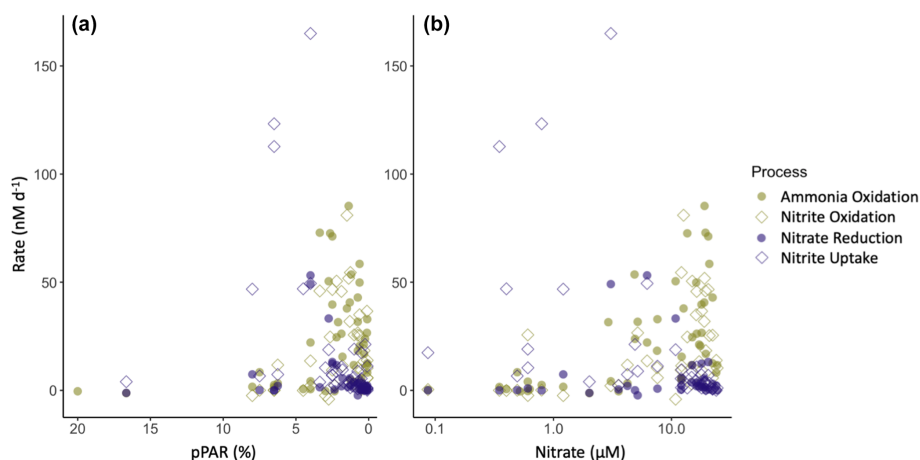 (a)
(b)
150
100
50
0
Rate (nM d⁻¹)
20 15 10 5 0
pPAR (%)
150
100
50
0
0.1 1.0 10.0
Nitrate (μM)
Process
Ammonia Oxidation
Nitrite Oxidation
Nitrate Reduction
Nitrite Uptake